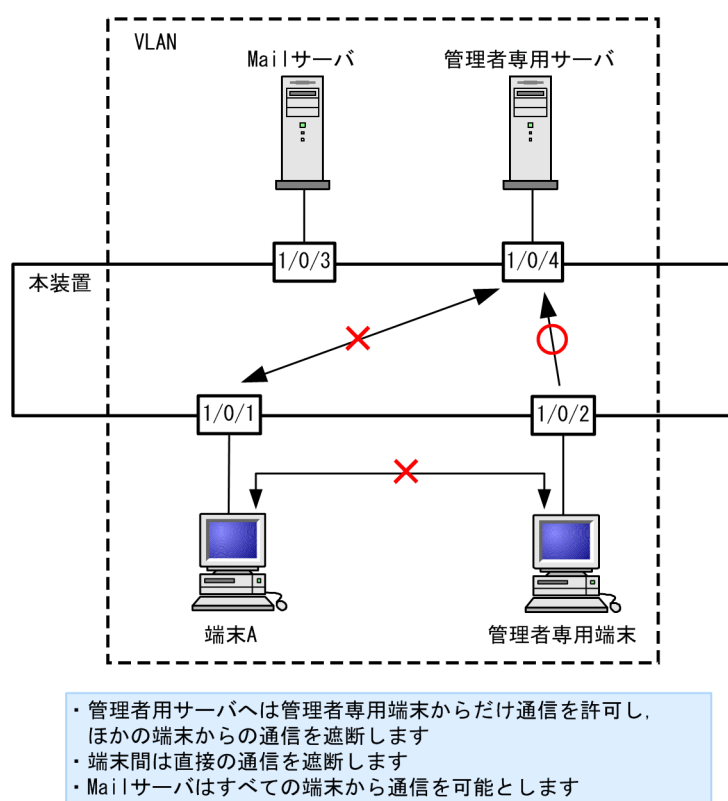 VLAN
Mailサーバ
管理者専用サーバ
1/0/3
1/0/4
本装置
1/0/1
1/0/2
端末A
管理者専用端末
・管理者用サーバへは管理者専用端末からだけ通信を許可し，
ほかの端末からの通信を遮断します
・端末間は直接の通信を遮断します
・Mailサーバはすべての端末から通信を可能とします